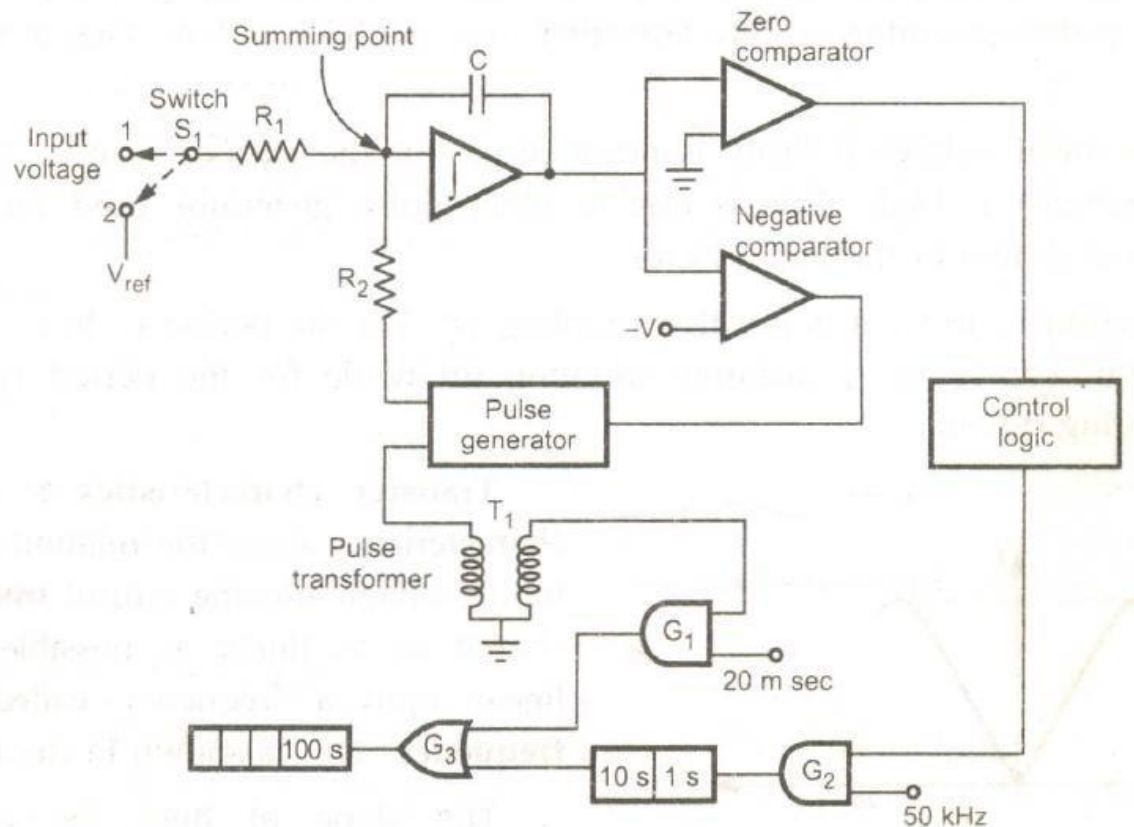 Zero
comparator
Summing point
C
Switch
Input
voltage
1
S1
R1
∫
2
Vref
R2
Negative
comparator
–V
Pulse
generator
Control
logic
T1
Pulse
transformer
G1
20 m sec
100 s
G3
10 s 1 s
G2
50 kHz